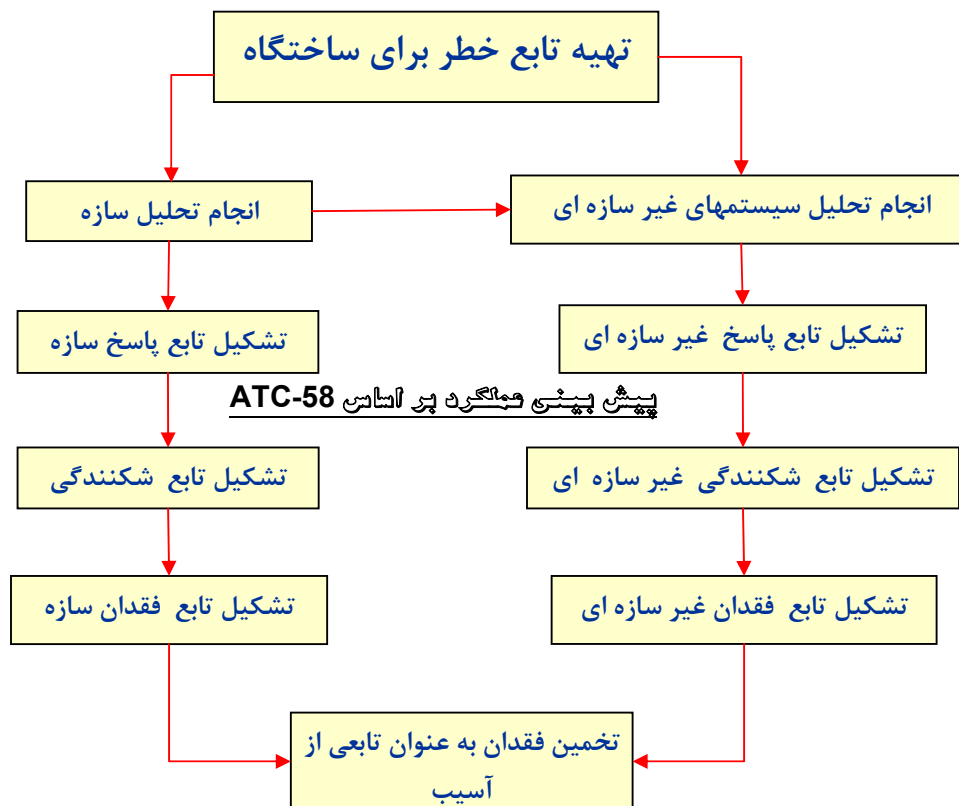 تهیه تابع خطر برای ساختگاه
انجام تحلیل سیستمهای غیر سازه ای
انجام تحلیل سازه
تشکیل تابع پاسخ غیر سازه ای
تشکیل تابع پاسخ سازه
پیش بینی عملکرد بر اساس ATC-58
تشکیل تابع شکنندگی غیر سازه ای
تشکیل تابع شکنندگی
تشکیل تابع فقدان غیر سازه ای
تشکیل تابع فقدان سازه
تخمین فقدان به عنوان تابعی از
آسیب